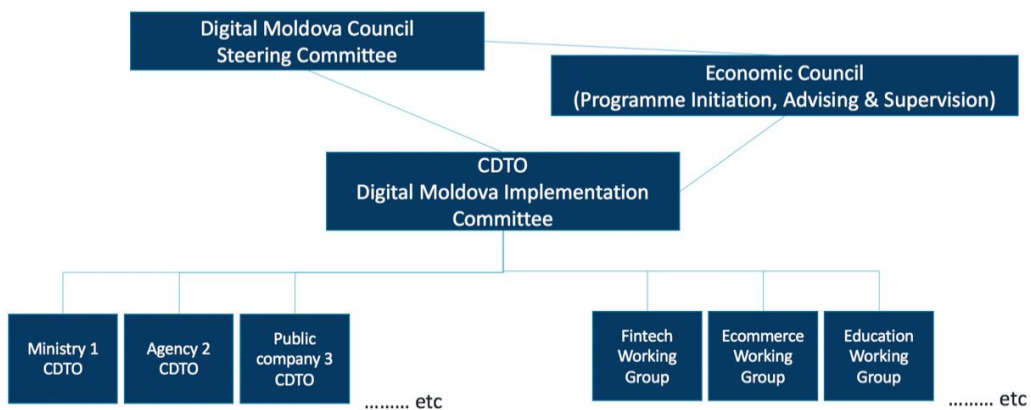 Digital Moldova Council
Steering Committee
Economic Council
(Programme Initiation, Advising & Supervision)
CDTO
Digital Moldova Implementation
Committee
Ministry 1
CDTO
Agency 2
CDTO
Public
company 3
CDTO
......... etc
Fintech
Working
Group
Ecommerce
Working
Group
Education
Working
Group
......... etc